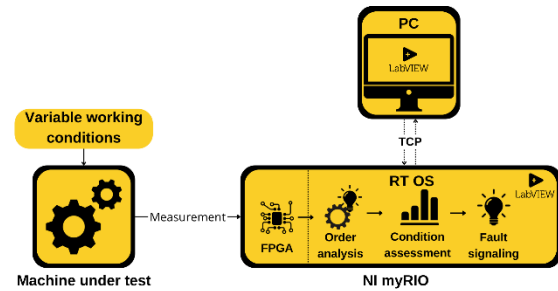 PC
LabVIEW
Variable working
conditions
TCP
RT OS
LabVIEW
Measurement
FPGA
Order
analysis
Condition
assessment
Fault
signaling
Machine under test
NI myRIO